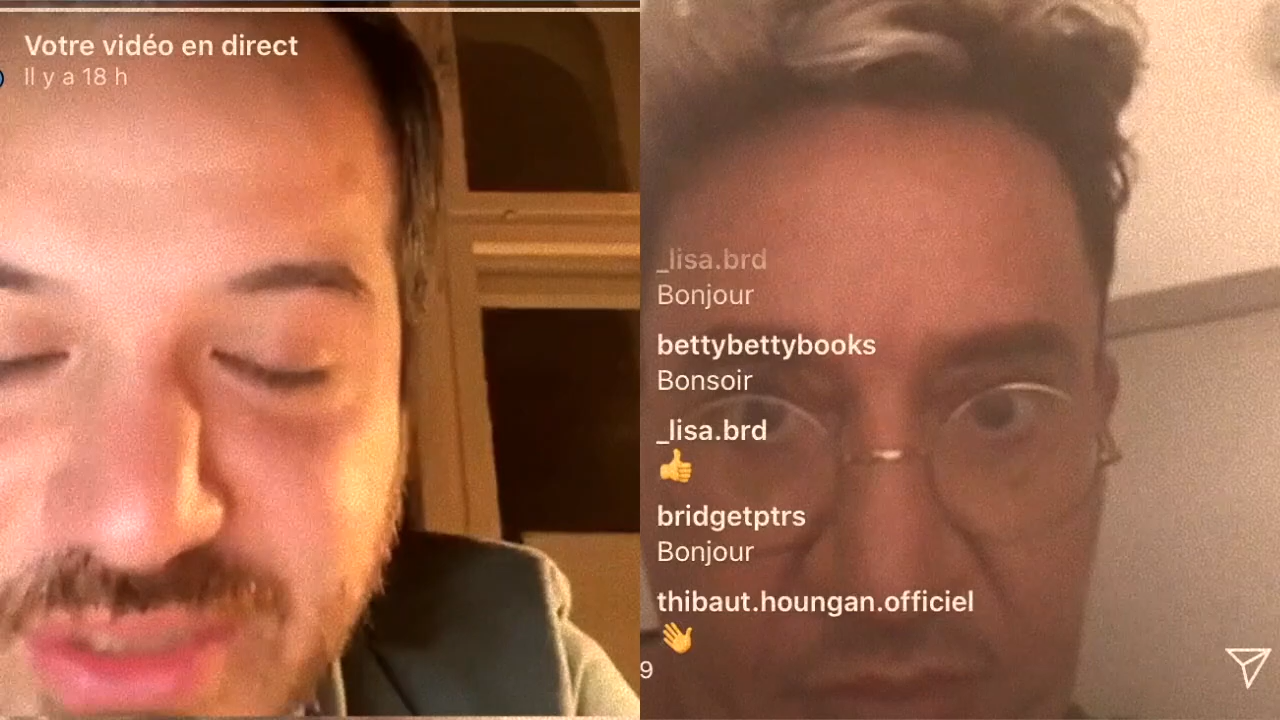 Votre vidéo en direct
Il y a 18 h
_lisa.brd
Bonjour
bettybettybooks
Bonsoir
_lisa.brd
👍
bridgetptrs
Bonjour
thibaut.houngan.officiel
👋
9